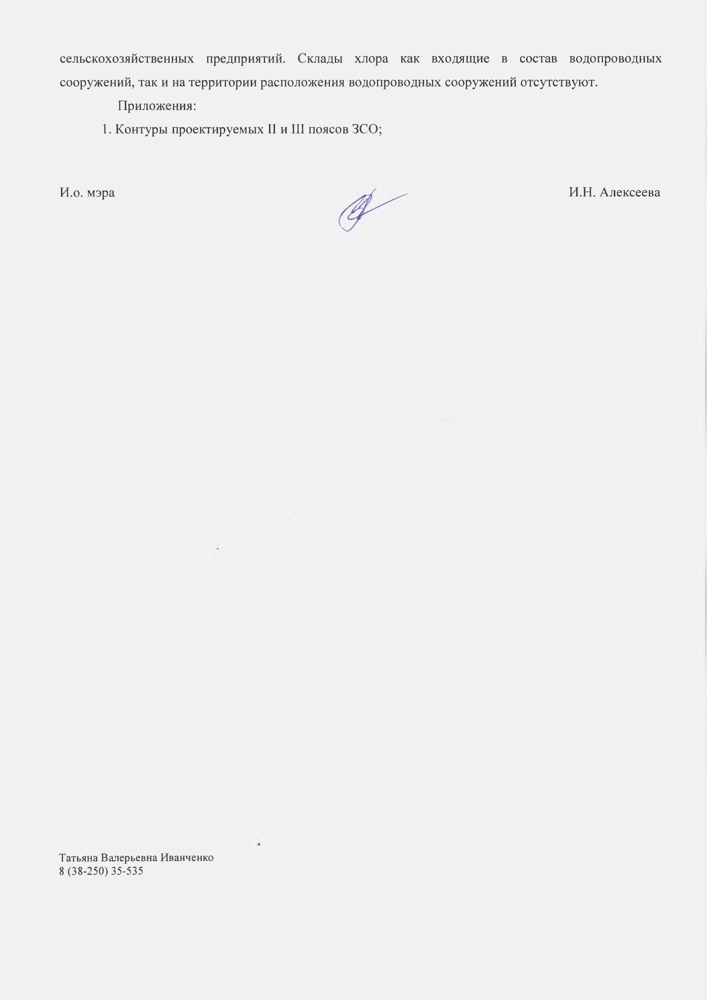 сельскохозяйственных предприятий. Склады хлора как входящие в состав водопроводных
сооружений, так и на территории расположения водопроводных сооружений отсутствуют.
Приложения:
1. Контуры проектируемых II и III поясов ЗСО;
И.о. мэра И.Н. Алексеева
Татьяна Валерьевна Иванченко
8 (38-250) 35-535